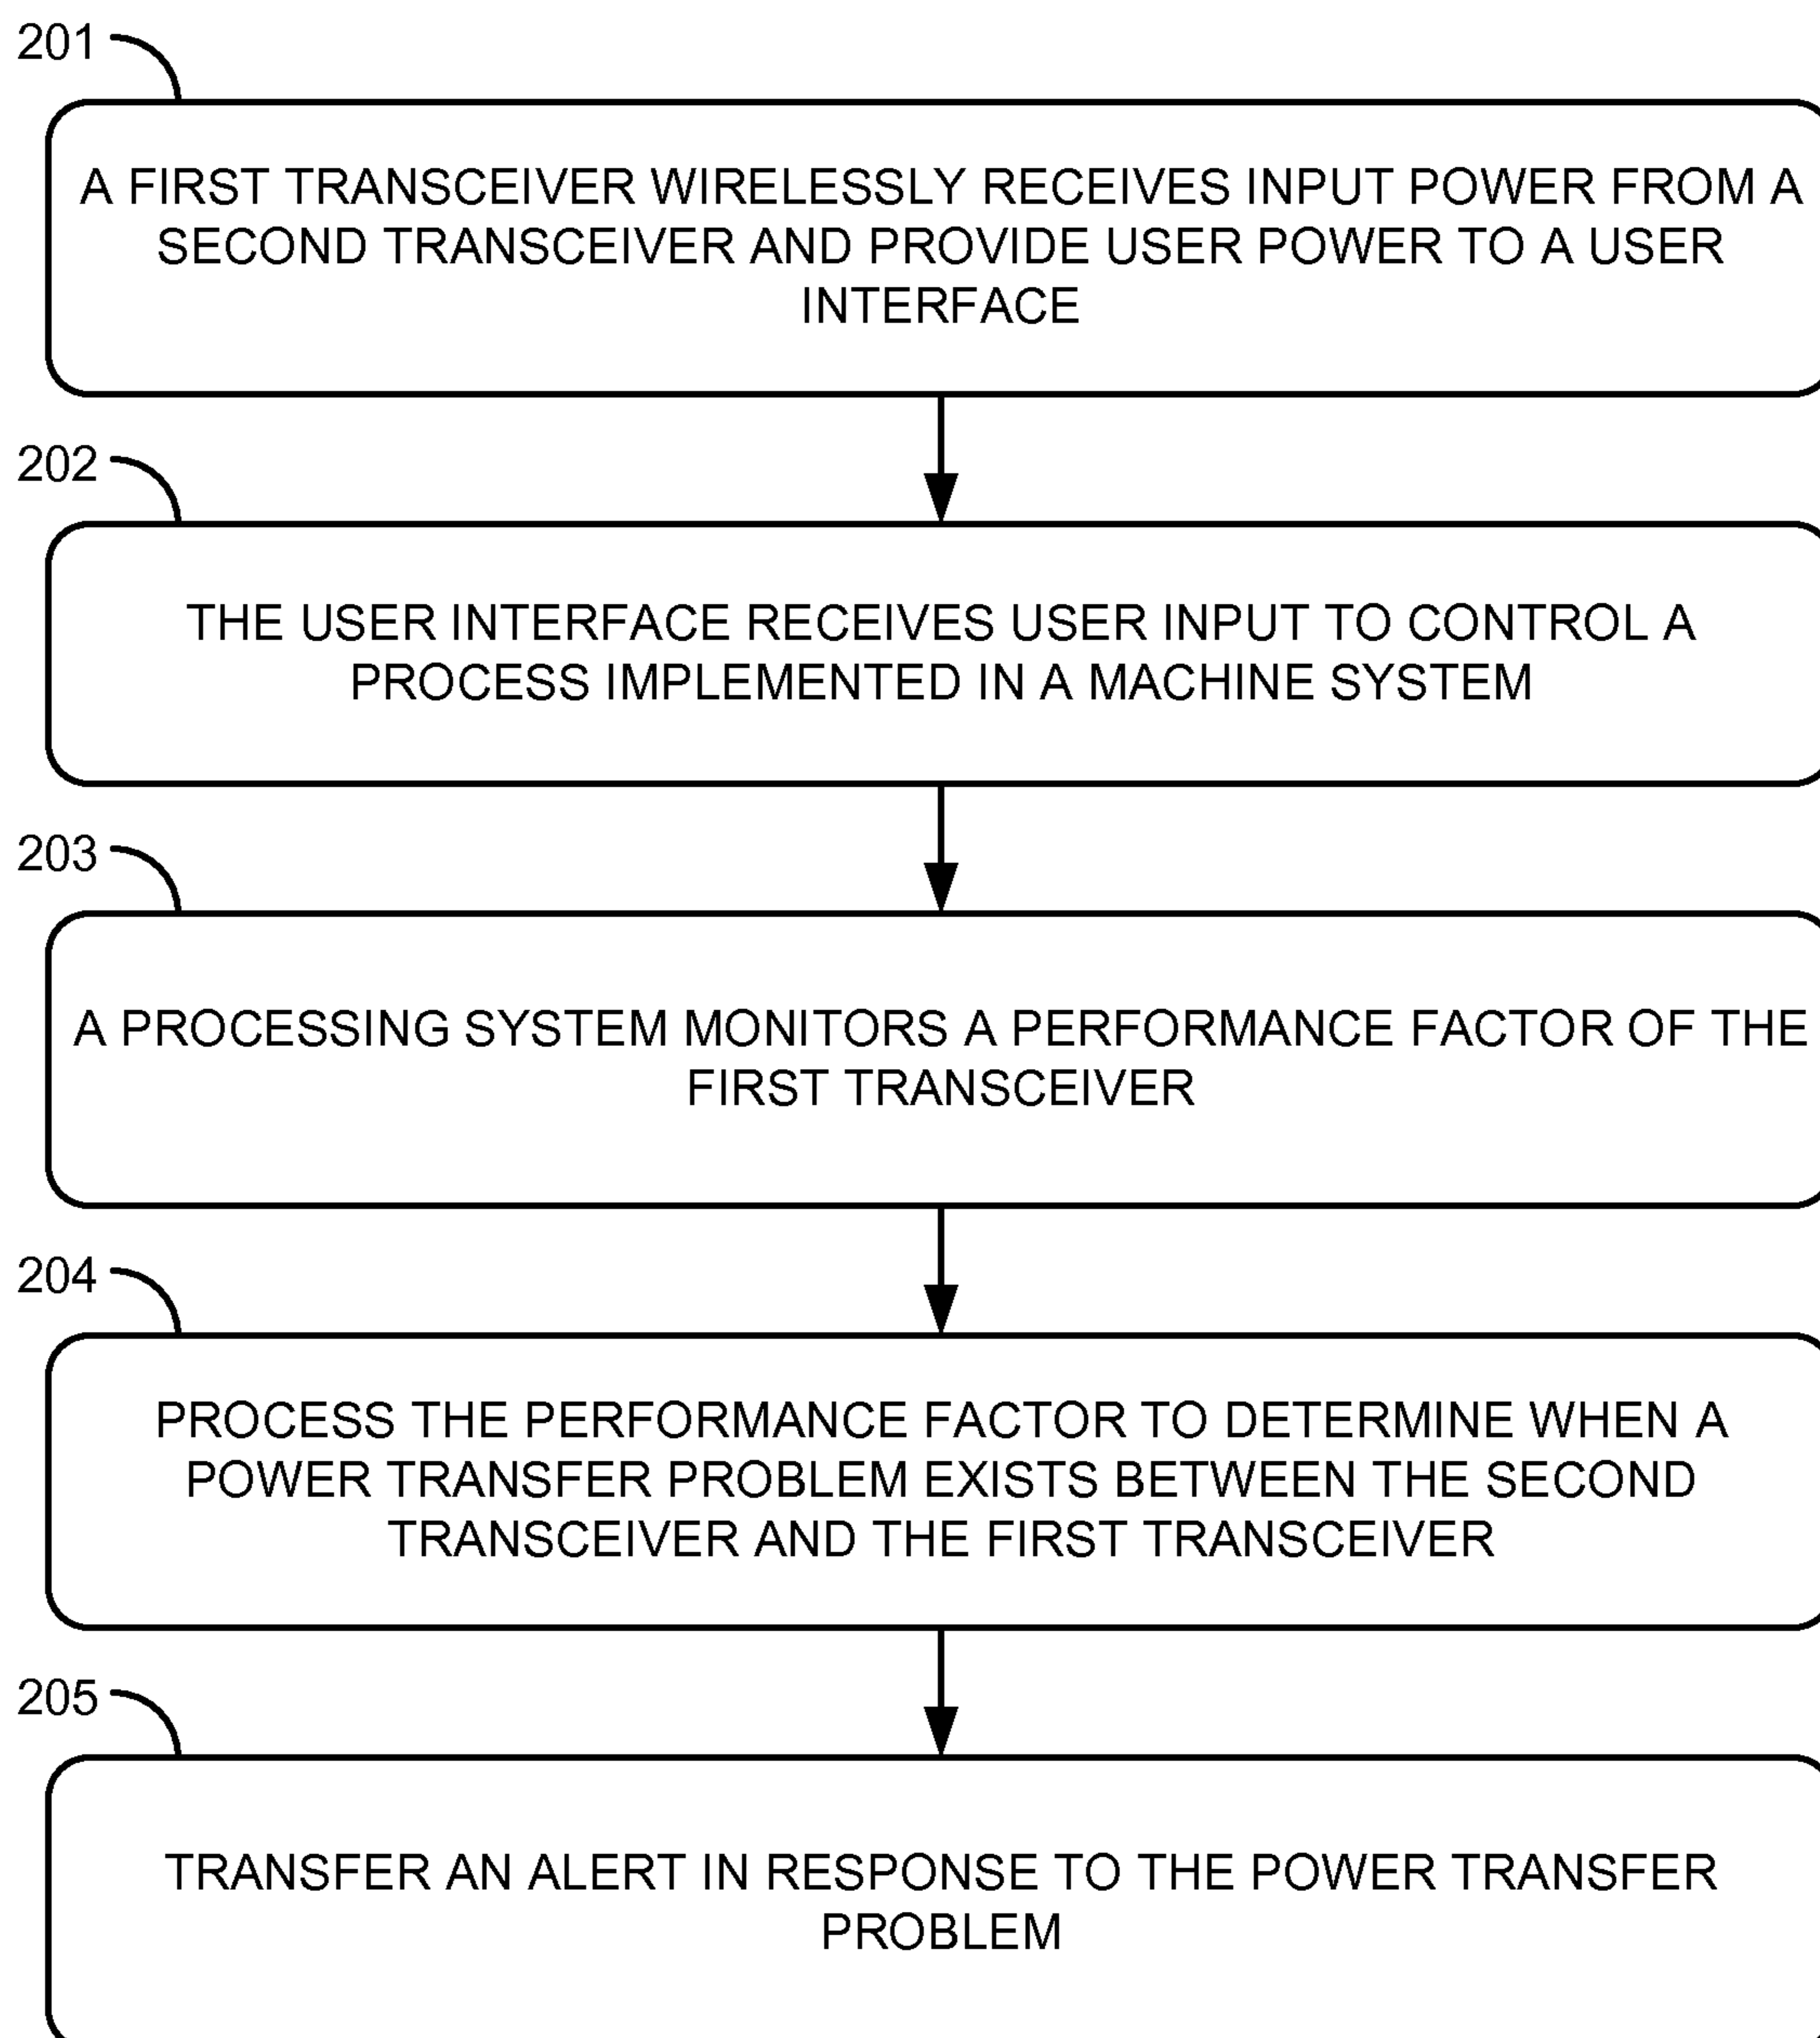 201
A FIRST TRANSCEIVER WIRELESSLY RECEIVES INPUT POWER FROM A
SECOND TRANSCEIVER AND PROVIDE USER POWER TO A USER
INTERFACE
202
THE USER INTERFACE RECEIVES USER INPUT TO CONTROL A
PROCESS IMPLEMENTED IN A MACHINE SYSTEM
203
A PROCESSING SYSTEM MONITORS A PERFORMANCE FACTOR OF THE
FIRST TRANSCEIVER
204
PROCESS THE PERFORMANCE FACTOR TO DETERMINE WHEN A
POWER TRANSFER PROBLEM EXISTS BETWEEN THE SECOND
TRANSCEIVER AND THE FIRST TRANSCEIVER
205
TRANSFER AN ALERT IN RESPONSE TO THE POWER TRANSFER
PROBLEM